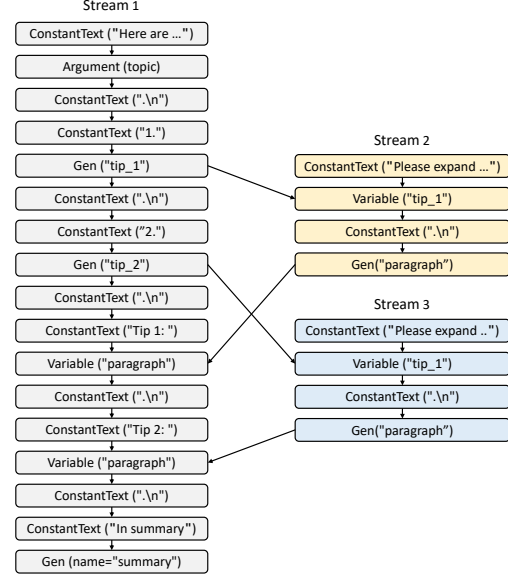 Stream 1
ConstantText ("Here are …")
Argument (topic)
ConstantText (".\n")
ConstantText ("1.")
Gen ("tip_1")
ConstantText (".\n")
ConstantText ("2.")
Gen ("tip_2")
ConstantText (".\n")
ConstantText ("Tip 1: ")
Variable ("paragraph")
ConstantText (".\n")
ConstantText ("Tip 2: ")
Variable ("paragraph")
ConstantText (".\n")
ConstantText ("In summary")
Gen (name="summary")
Stream 2
ConstantText ("Please expand …")
Variable ("tip_1")
ConstantText (".\n")
Gen("paragraph")
Stream 3
ConstantText ("Please expand ..")
Variable ("tip_1")
ConstantText (".\n")
Gen("paragraph")